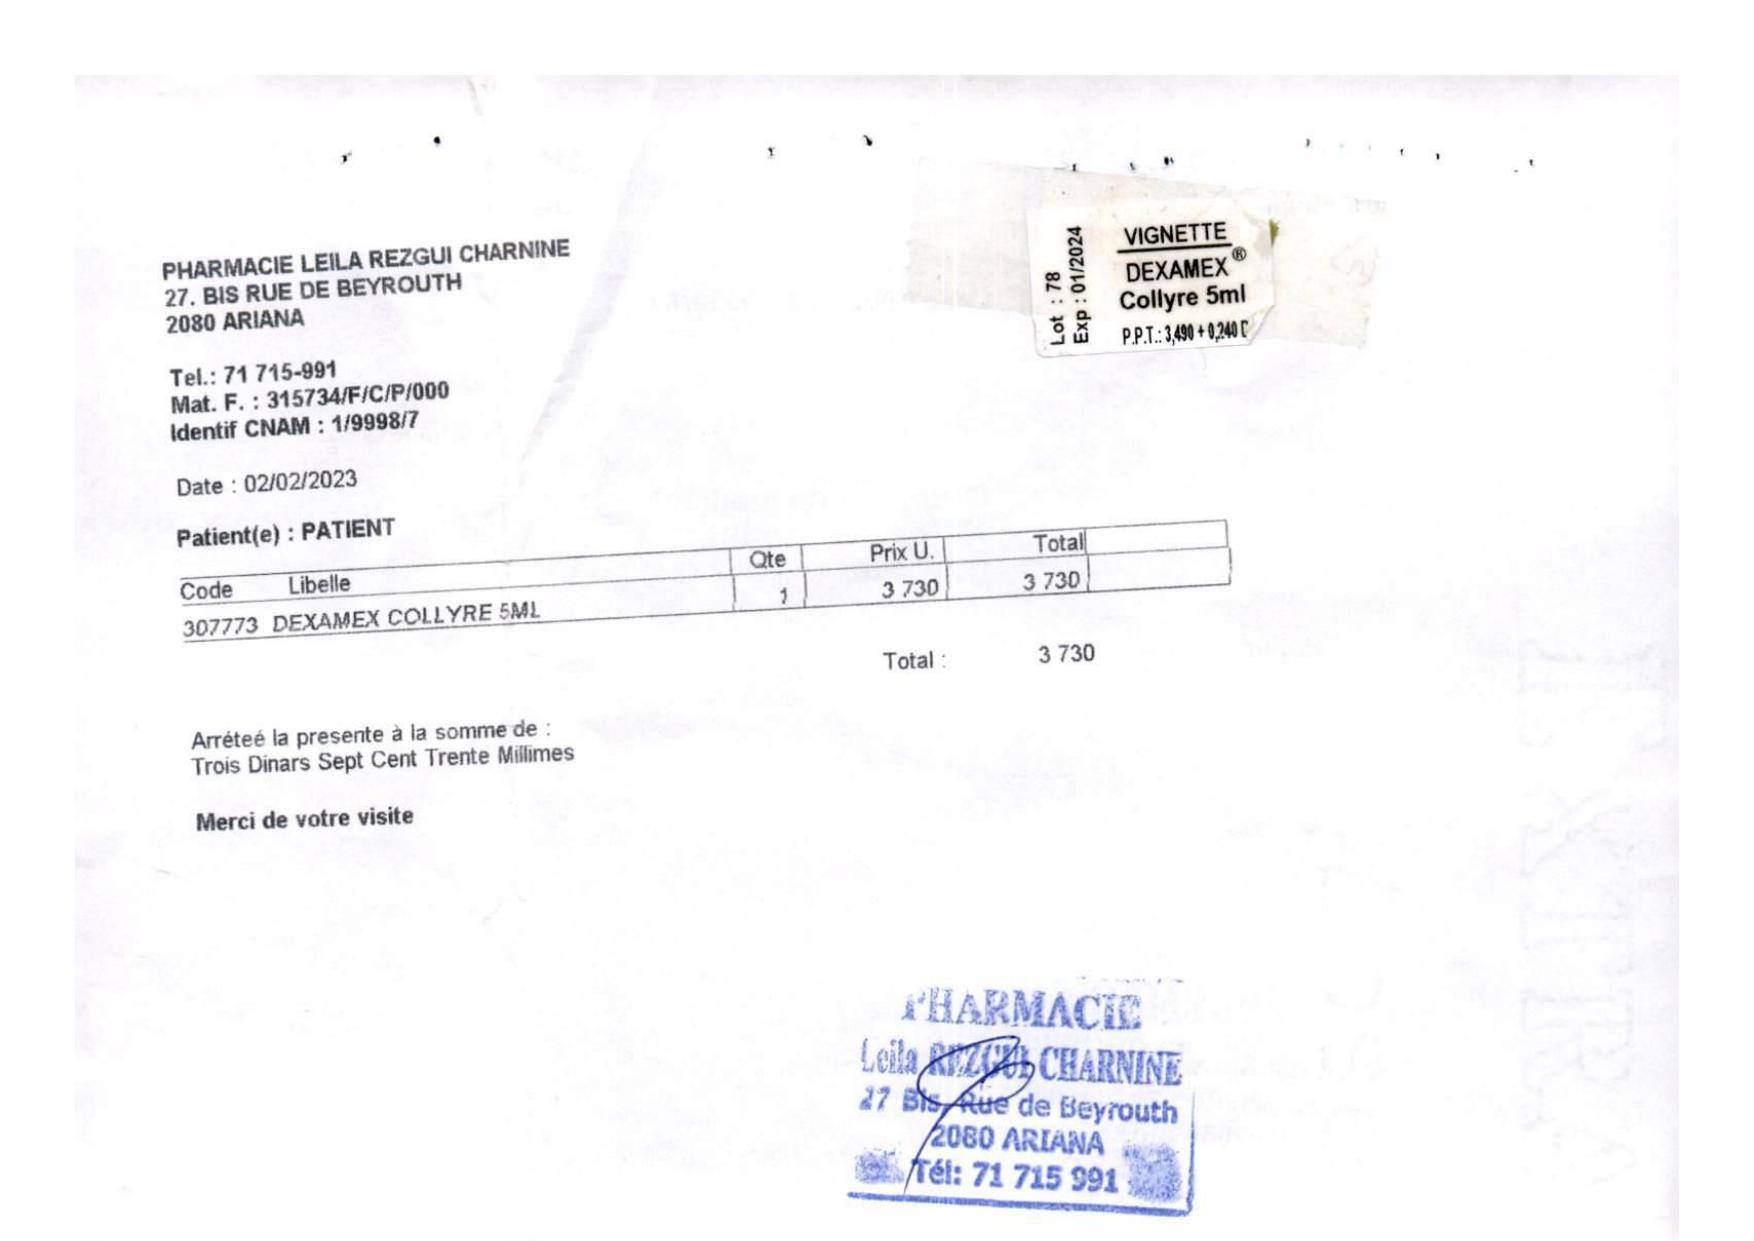 PHARMACIE LEILA REZGUI CHARNINE
27. BIS RUE DE BEYROUTH
2080 ARIANA
Tel.: 71 715-991
Mat. F. : 315734/F/C/P/000
Identif CNAM : 1/9998/7
Date : 02/02/2023
Patient(e) : PATIENT
Lot : 78
Exp : 01/2024
VIGNETTE
DEXAMEX®
Collyre 5ml
P.P.T.: 3,490 + 0,240 D
Code Libelle Qte Prix U. Total
307773 DEXAMEX COLLYRE 5ML 1 3 730 3 730
Total : 3 730
Arréteé la presente à la somme de :
Trois Dinars Sept Cent Trente Millimes
Merci de votre visite
PHARMACIE
Leila REZGUI CHARNINE
27 Bis, Rue de Beyrouth
2080 ARIANA
Tél: 71 715 991